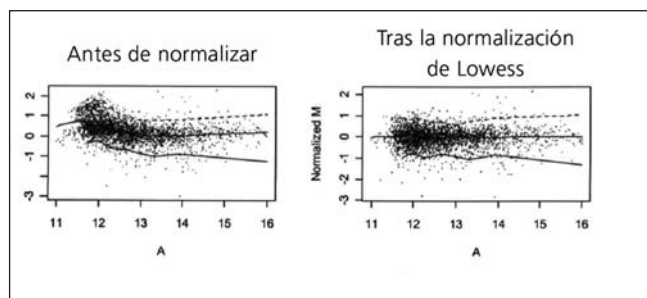 Antes de normalizar
Tras la normalización
de Lowess
2
1
0
-1
-3
11 12 13 14 15 16
A
Normalized M
2
1
0
-1
-2
-3
11 12 13 14 15 16
A